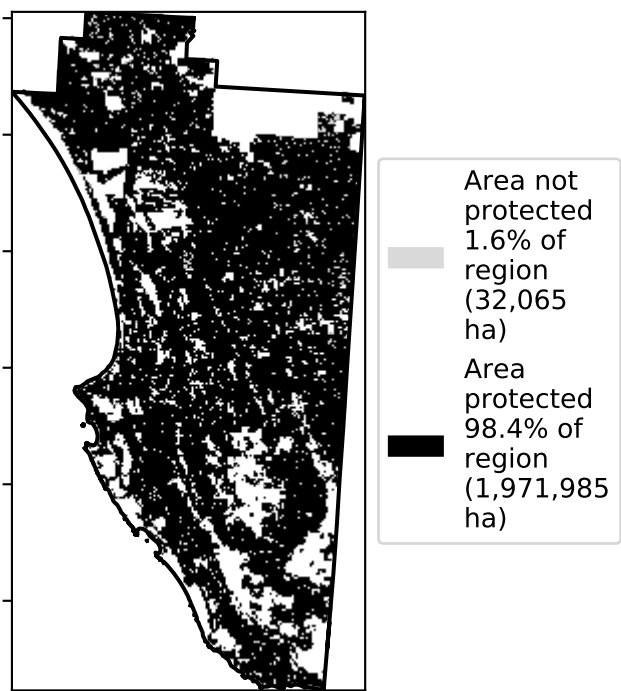 Area not
protected
1.6% of
region
(32,065
ha)
Area
protected
98.4% of
region
(1,971,985
ha)